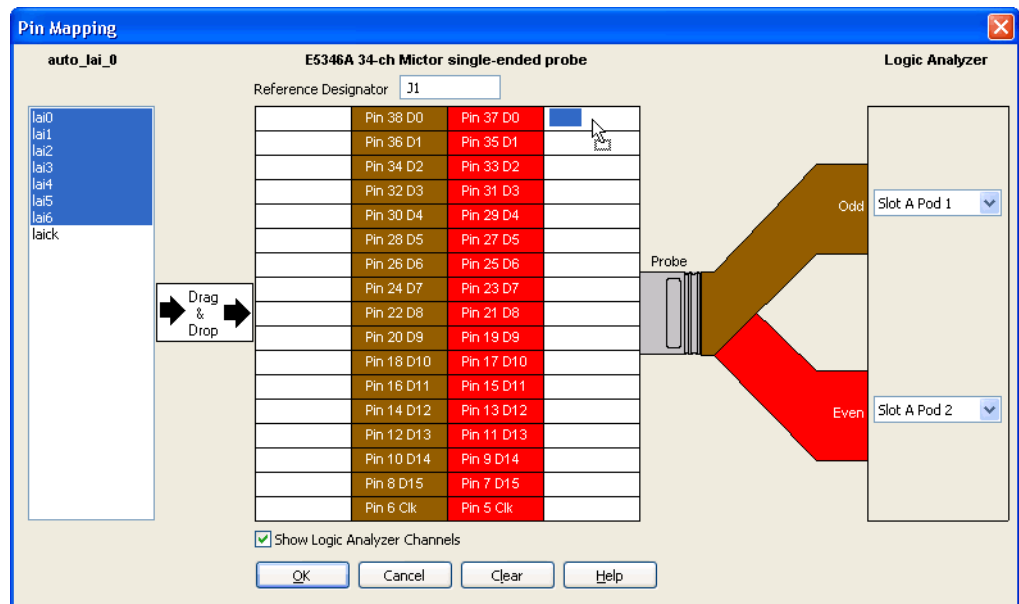 Pin Mapping
auto_lai_0
E5346A 34-ch Mictor single-ended probe
Logic Analyzer
Reference Designator J1
lai0
lai1
lai2
lai3
lai4
lai5
lai6
laick
Drag
&
Drop
Pin 38 D0 Pin 37 D0
Pin 36 D1 Pin 35 D1
Pin 34 D2 Pin 33 D2
Pin 32 D3 Pin 31 D3
Pin 30 D4 Pin 29 D4
Pin 28 D5 Pin 27 D5
Pin 26 D6 Pin 25 D6
Pin 24 D7 Pin 23 D7
Pin 22 D8 Pin 21 D8
Pin 20 D9 Pin 19 D9
Pin 18 D10 Pin 17 D10
Pin 16 D11 Pin 15 D11
Pin 14 D12 Pin 13 D12
Pin 12 D13 Pin 11 D13
Pin 10 D14 Pin 9 D14
Pin 8 D15 Pin 7 D15
Pin 6 Clk Pin 5 Clk
Probe
Odd
Slot A Pod 1
Even
Slot A Pod 2
Show Logic Analyzer Channels
OK Cancel Clear Help